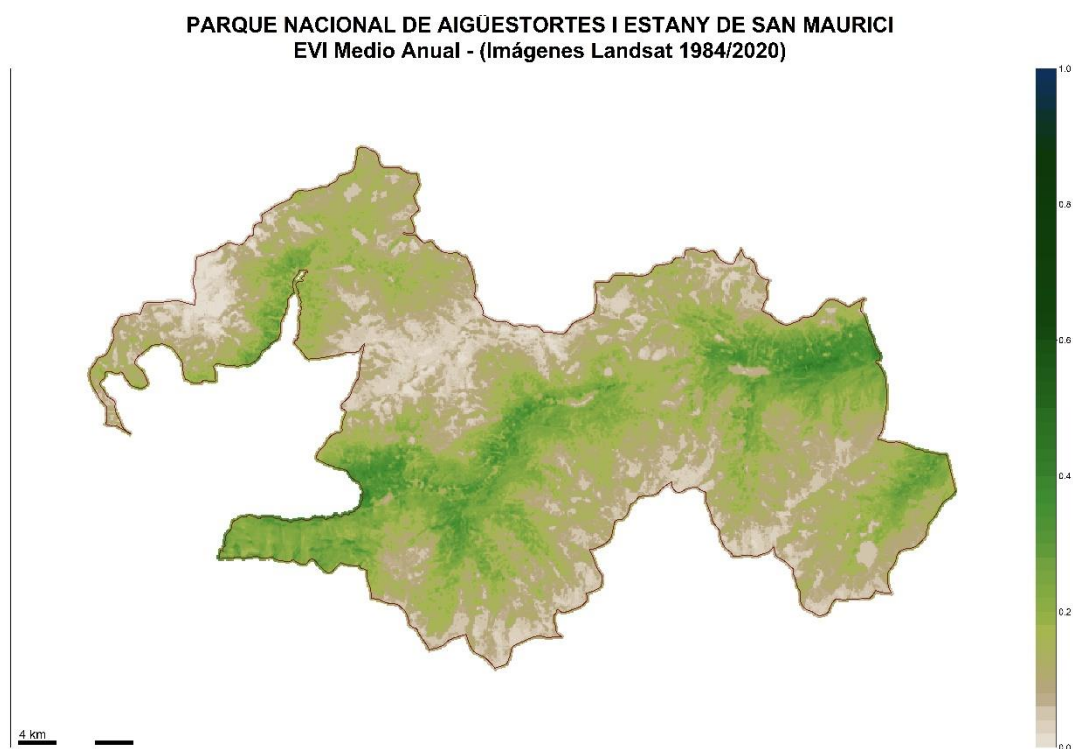 PARQUE NACIONAL DE AIGÜESTORTES I ESTANY DE SAN MAURICI
EVI Medio Anual - (Imágenes Landsat 1984/2020)
1.0
0.8
0.6
0.4
0.2
0.0
4 km